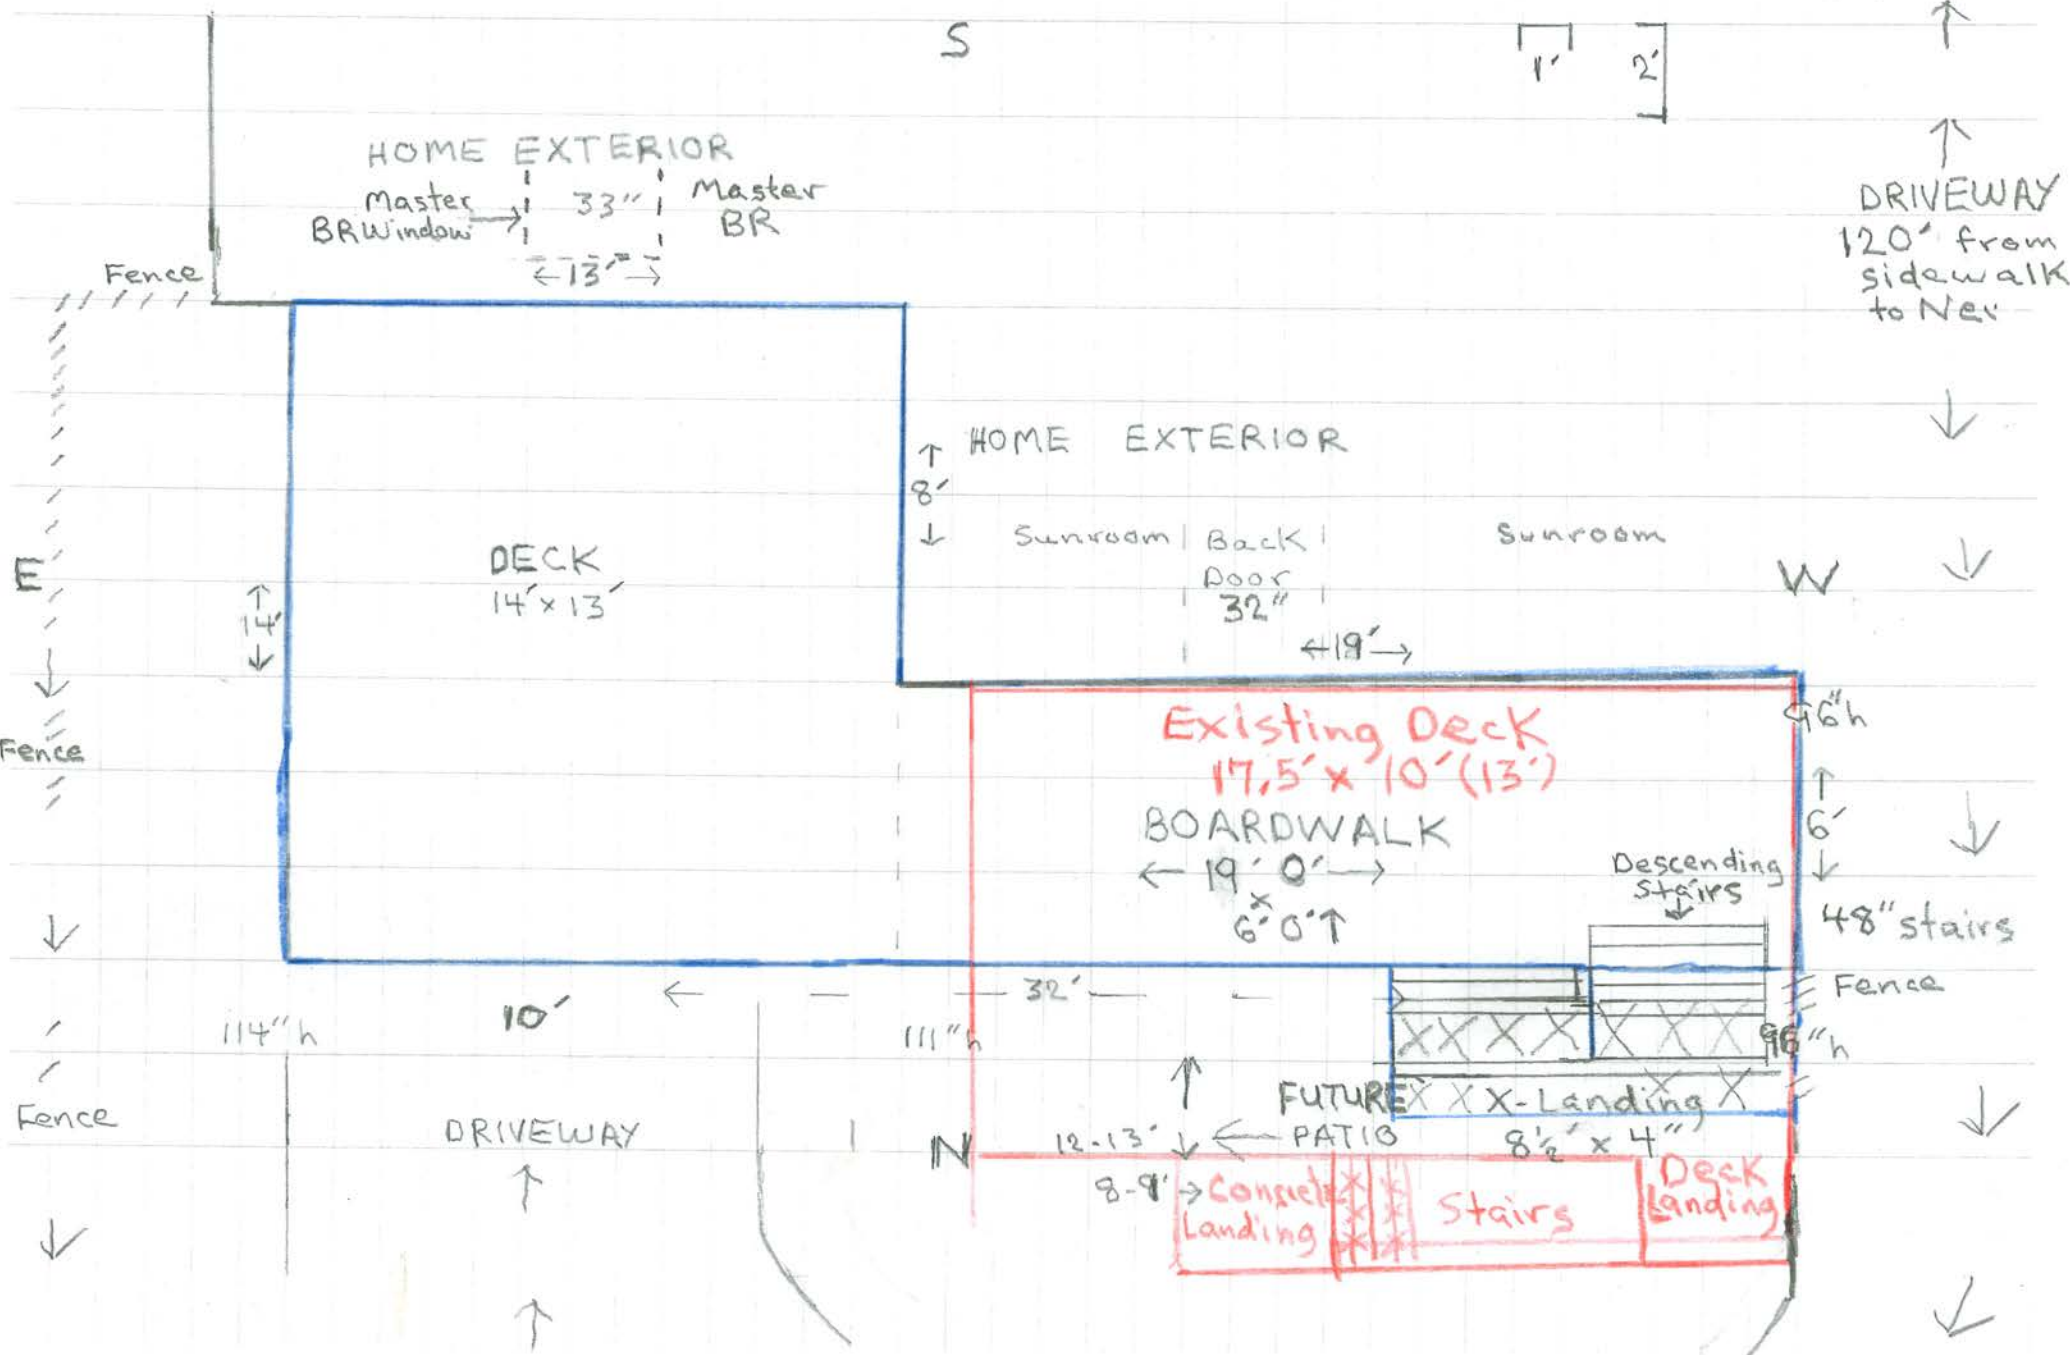 S
1'
2'
HOME EXTERIOR
Master
BR Window
33"
Master
BR
13'
Fence
DRIVEWAY
120' from
sidewalk
to New
HOME EXTERIOR
8'
Sunroom
Back
Door
32"
Sunroom
E
DECK
14' x 13'
14'
W
19'
Existing Deck
17.5' x 10' (13')
6"h
Fence
BOARDWALK
19' 0"
x
6' 0"
6'
Descending
Stairs
48" stairs
Fence
32'
10'
114"h
111"h
96"h
FUTURE
PATIO
X-Landing
8½' x 4"
Fence
DRIVEWAY
N
12-13'
8-9'
Concrete
Landing
Stairs
Deck
Landing